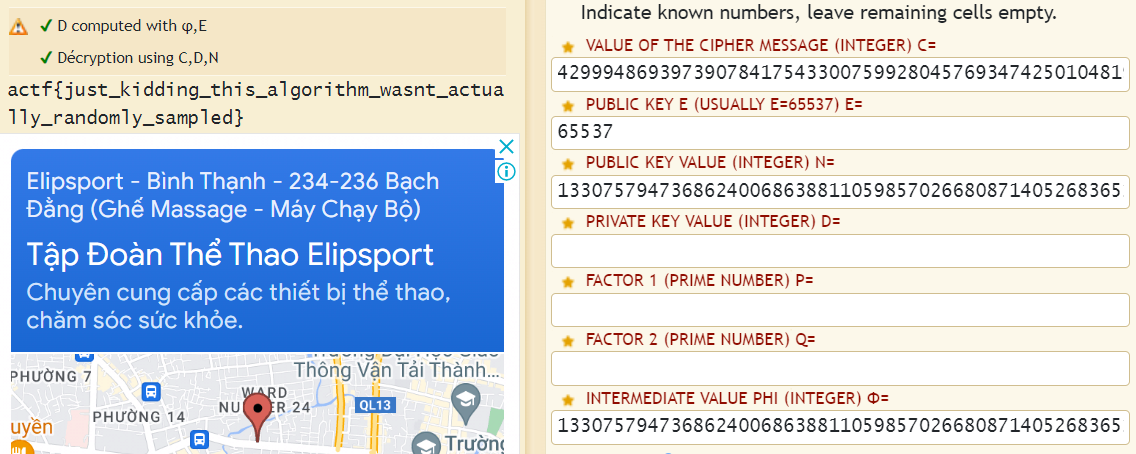 ✔ D computed with φ,E
✔ Décryption using C,D,N
actf{just_kidding_this_algorithm_wasnt_actua
lly_randomly_sampled}
Elipsport - Bình Thạnh - 234-236 Bạch
Đằng (Ghế Massage - Máy Chạy Bộ)
Tập Đoàn Thể Thao Elipsport
Chuyên cung cấp các thiết bị thể thao,
chăm sóc sức khỏe.
Thông Vận Tải Thành...
PHƯỜNG 7
WARD
NUMBER 24
QL13
PHƯỜNG 14
Trường
Indicate known numbers, leave remaining cells empty.
VALUE OF THE CIPHER MESSAGE (INTEGER) C=
429994869397390784175433007599280457693474250104819
PUBLIC KEY E (USUALLY E=65537) E=
65537
PUBLIC KEY VALUE (INTEGER) N=
13307579473686240068638811059857026680871405268365
PRIVATE KEY VALUE (INTEGER) D=
FACTOR 1 (PRIME NUMBER) P=
FACTOR 2 (PRIME NUMBER) Q=
INTERMEDIATE VALUE PHI (INTEGER) Φ=
13307579473686240068638811059857026680871405268365